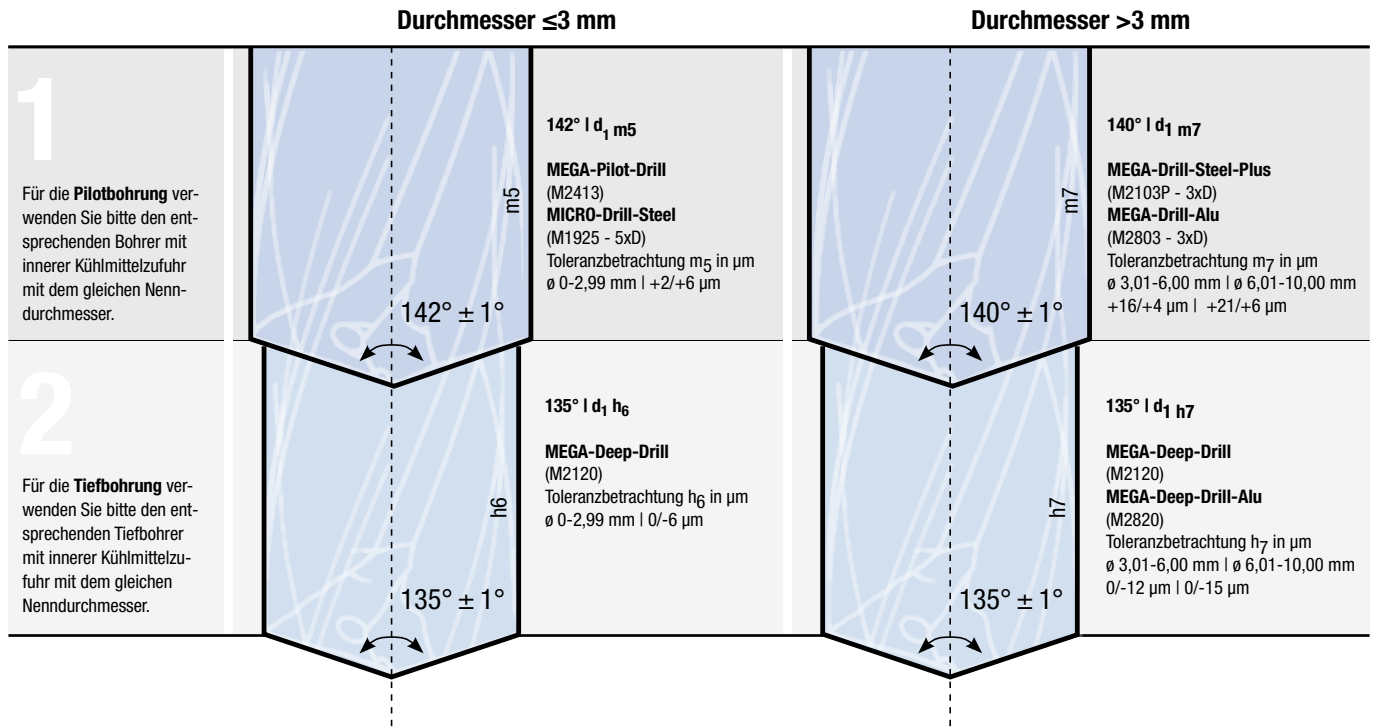 Durchmesser ≤3 mm
Durchmesser >3 mm
1
Für die Pilotbohrung ver-
wenden Sie bitte den ent-
sprechenden Bohrer mit
innerer Kühlmittelzufuhr
mit dem gleichen Nenn-
durchmesser.
m5
142° ± 1°
142° | d1 m5
MEGA-Pilot-Drill
(M2413)
MICRO-Drill-Steel
(M1925 - 5xD)
Toleranzbetrachtung m5 in µm
ø 0-2,99 mm | +2/+6 µm
m7
140° ± 1°
140° | d1 m7
MEGA-Drill-Steel-Plus
(M2103P - 3xD)
MEGA-Drill-Alu
(M2803 - 3xD)
Toleranzbetrachtung m7 in µm
ø 3,01-6,00 mm | ø 6,01-10,00 mm
+16/+4 µm | +21/+6 µm
2
Für die Tiefbohrung ver-
wenden Sie bitte den ent-
sprechenden Tiefbohrer
mit innerer Kühlmittelzu-
fuhr mit dem gleichen
Nenndurchmesser.
h6
135° ± 1°
135° | d1 h6
MEGA-Deep-Drill
(M2120)
Toleranzbetrachtung h6 in µm
ø 0-2,99 mm | 0/-6 µm
h7
135° ± 1°
135° | d1 h7
MEGA-Deep-Drill
(M2120)
MEGA-Deep-Drill-Alu
(M2820)
Toleranzbetrachtung h7 in µm
ø 3,01-6,00 mm | ø 6,01-10,00 mm
0/-12 µm | 0/-15 µm